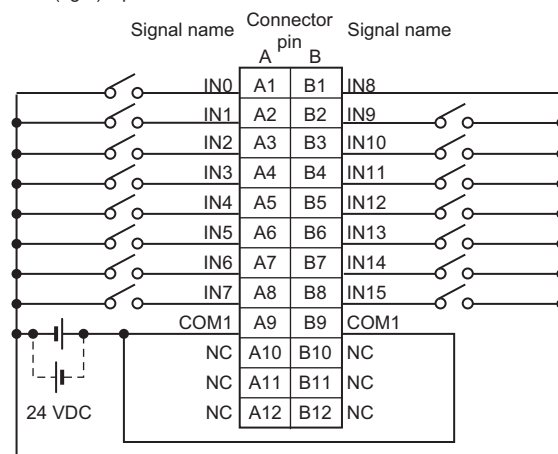 Signal name Connector pin Signal name
A B
IN0 A1 B1 IN8
IN1 A2 B2 IN9
IN2 A3 B3 IN10
IN3 A4 B4 IN11
IN4 A5 B5 IN12
IN5 A6 B6 IN13
IN6 A7 B7 IN14
IN7 A8 B8 IN15
COM1 A9 B9 COM1
NC A10 B10 NC
NC A11 B11 NC
24 VDC NC A12 B12 NC